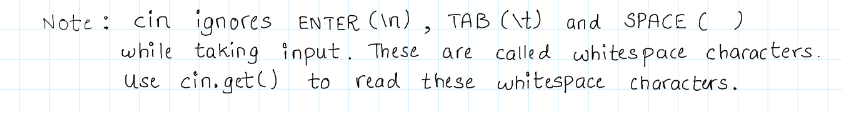 Note : cin ignores ENTER (\n) , TAB (\t) and SPACE ( )
while taking input. These are called whitespace characters.
Use cin.get() to read these whitespace characters.